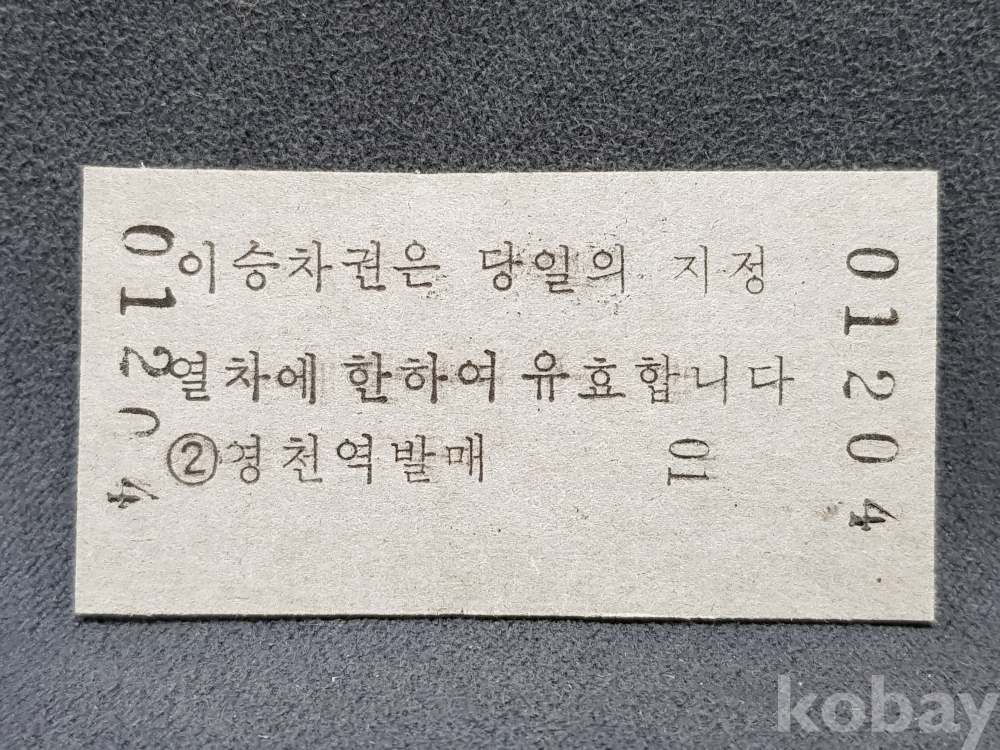 이승차권은 당일의 지정
열차에 한하여 유효합니다
②영천역발매 01
01204
01204
kobay